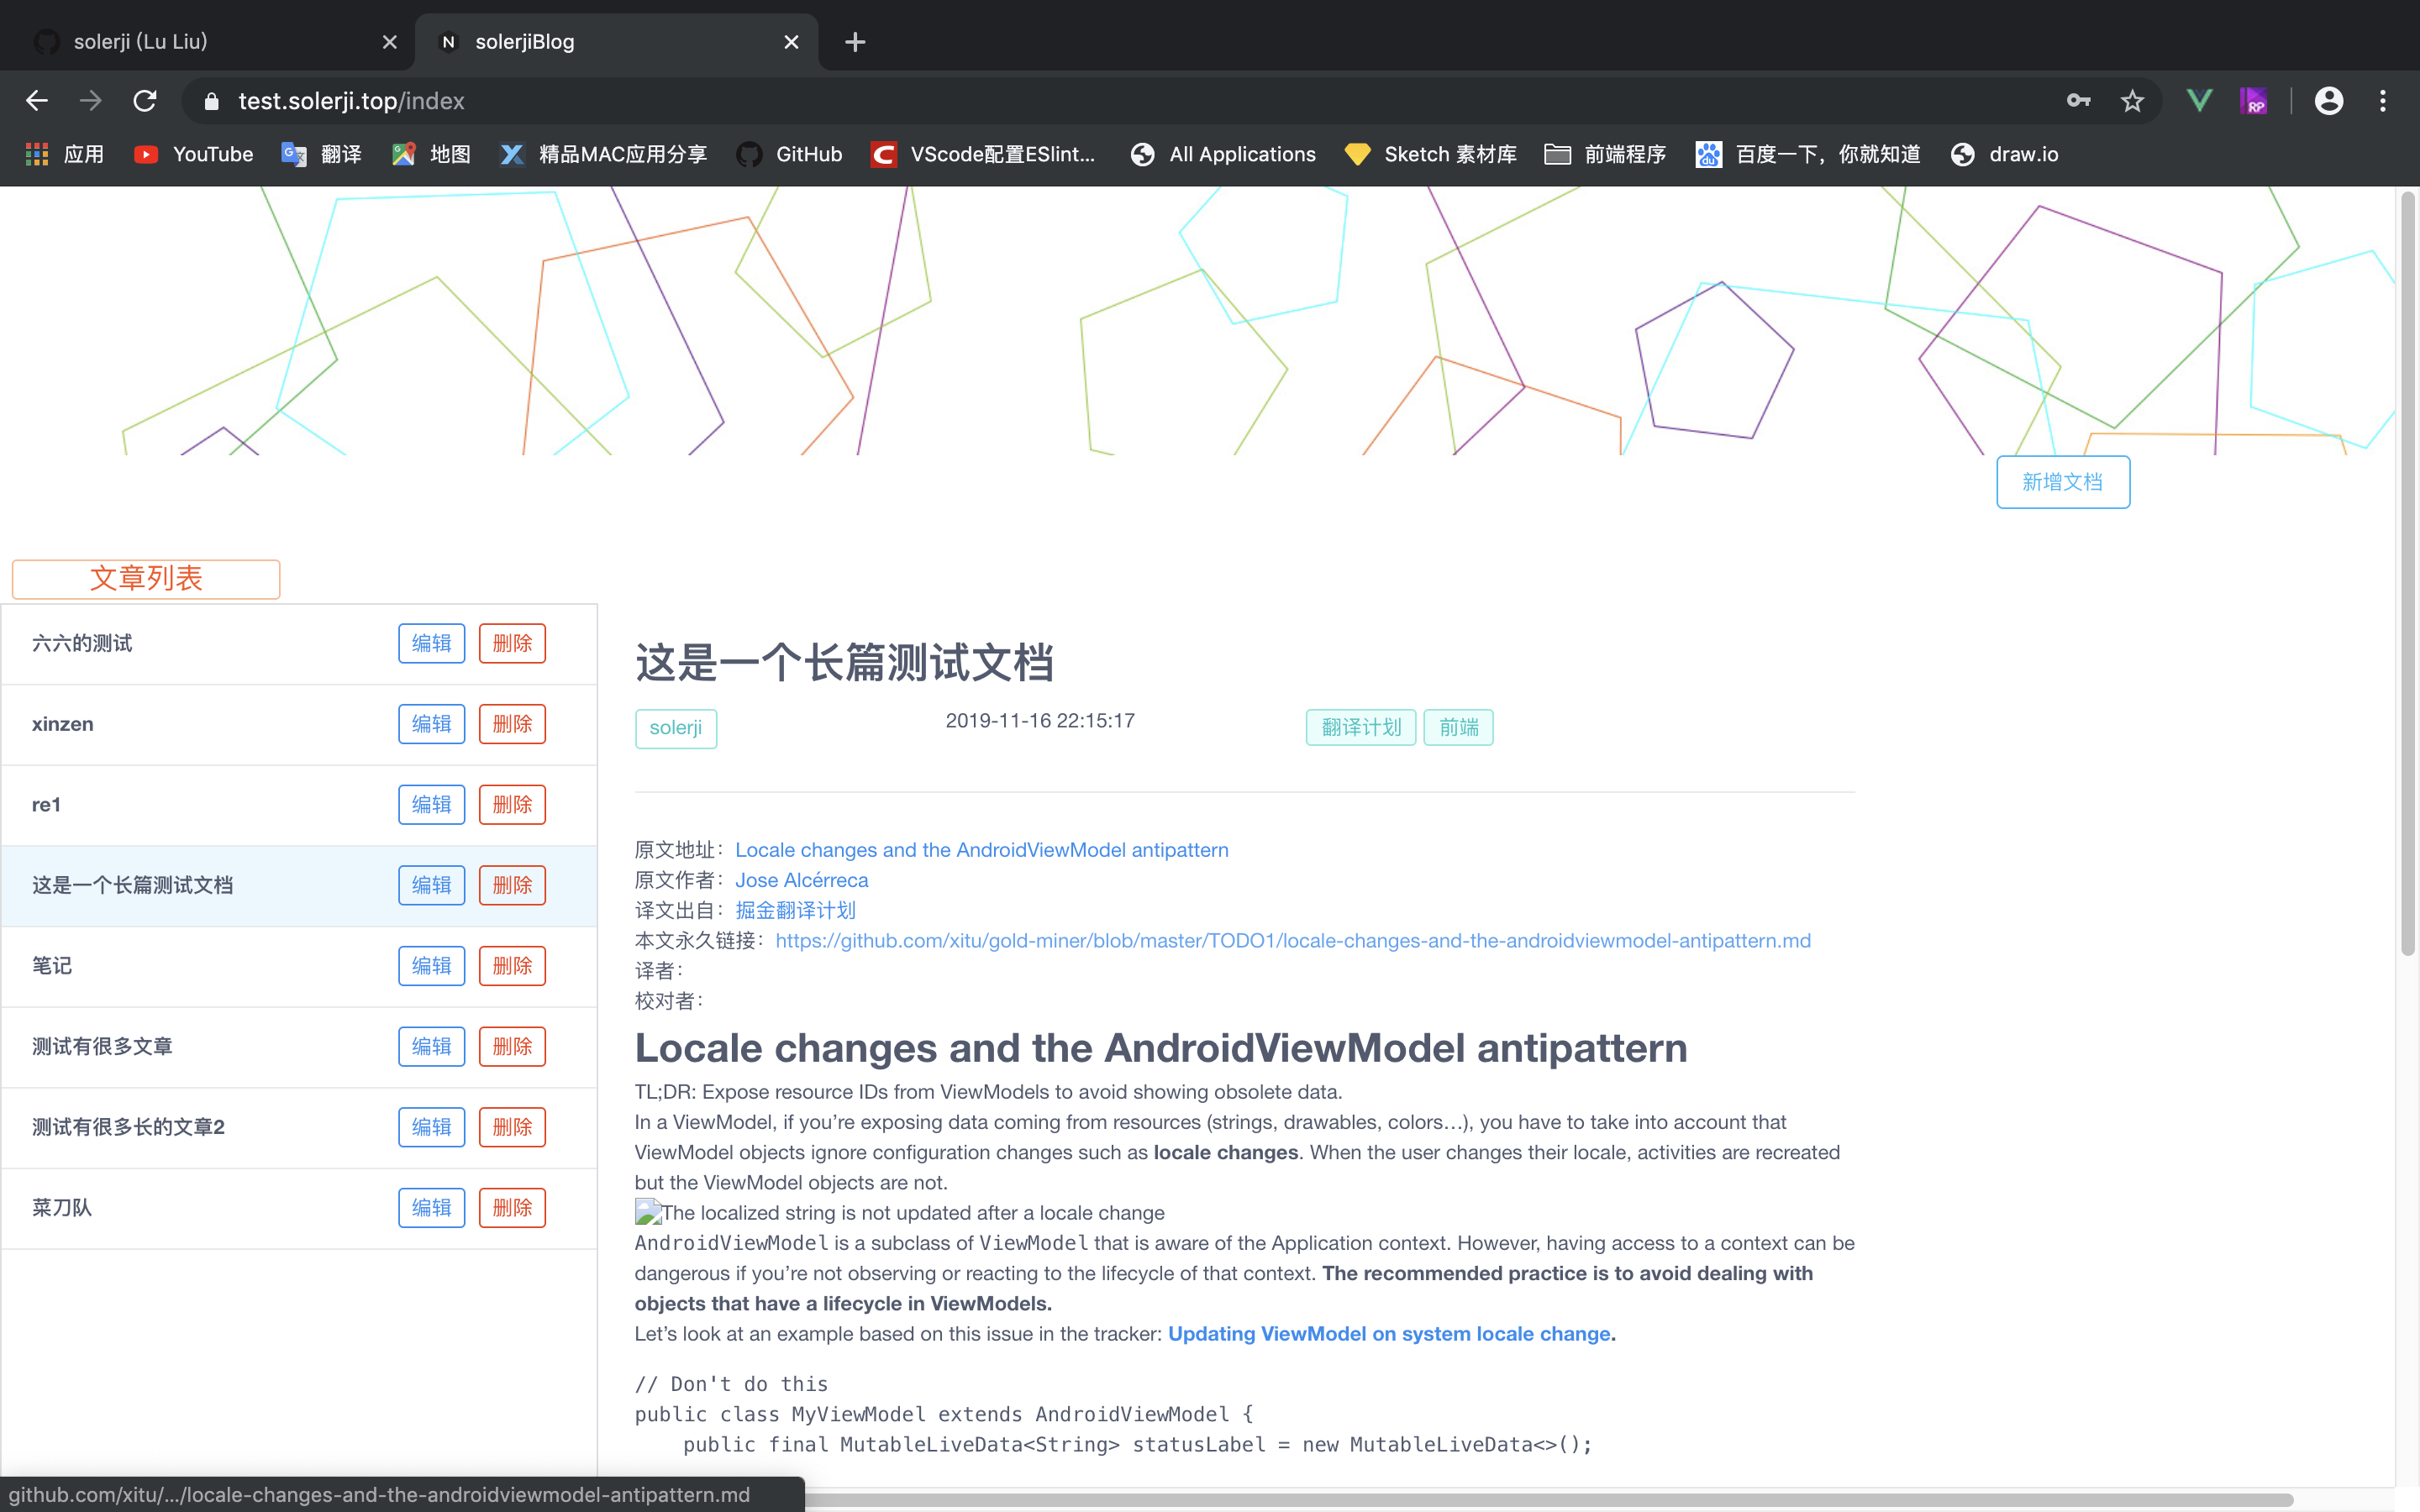 solerji (Lu Liu)
solerjiBlog
test.solerji.top/index
应用
YouTube
翻译
地图
精品MAC应用分享
GitHub
VScode配置ESlint...
All Applications
Sketch 素材库
前端程序
百度一下，你就知道
draw.io
新增文档
文章列表
六六的测试 编辑 删除
xinzen 编辑 删除
re1 编辑 删除
这是一个长篇测试文档 编辑 删除
笔记 编辑 删除
测试有很多文章 编辑 删除
测试有很多长的文章2 编辑 删除
菜刀队 编辑 删除
这是一个长篇测试文档
solerji 2019-11-16 22:15:17 翻译计划 前端
原文地址：Locale changes and the AndroidViewModel antipattern
原文作者：Jose Alcérreca
译文出自：掘金翻译计划
本文永久链接：https://github.com/xitu/gold-miner/blob/master/TODO1/locale-changes-and-the-androidviewmodel-antipattern.md
译者：
校对者：
Locale changes and the AndroidViewModel antipattern
TL;DR: Expose resource IDs from ViewModels to avoid showing obsolete data.
In a ViewModel, if you’re exposing data coming from resources (strings, drawables, colors…), you have to take into account that
ViewModel objects ignore configuration changes such as locale changes. When the user changes their locale, activities are recreated
but the ViewModel objects are not.
The localized string is not updated after a locale change
AndroidViewModel is a subclass of ViewModel that is aware of the Application context. However, having access to a context can be
dangerous if you’re not observing or reacting to the lifecycle of that context. The recommended practice is to avoid dealing with
objects that have a lifecycle in ViewModels.
Let’s look at an example based on this issue in the tracker: Updating ViewModel on system locale change.
// Don't do this
public class MyViewModel extends AndroidViewModel {
    public final MutableLiveData<String> statusLabel = new MutableLiveData<>();
github.com/xitu/.../locale-changes-and-the-androidviewmodel-antipattern.md